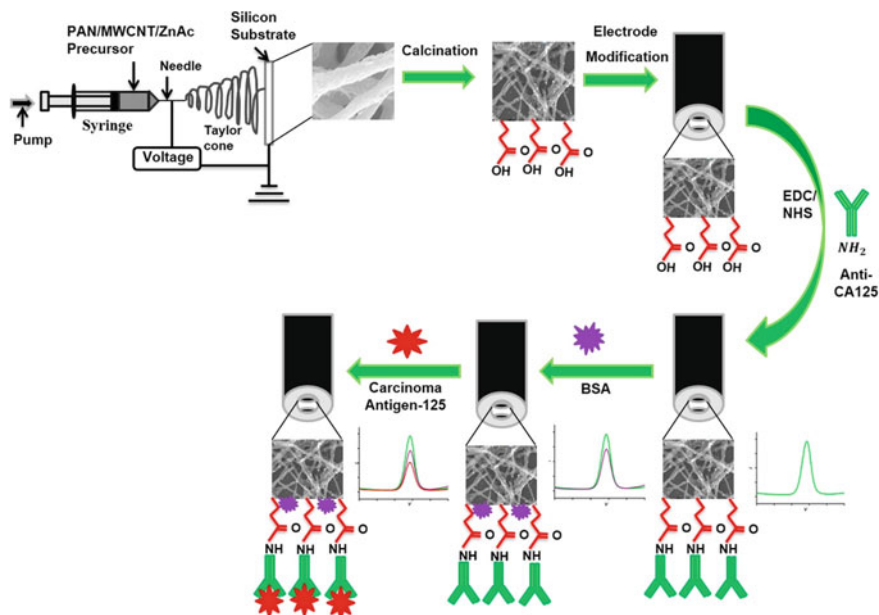 PAN/MWCNT/ZnAc
Precursor
Needle
Silicon
Substrate
Pump
Syringe
Taylor
cone
Voltage
Calcination
O O O
OH OH OH
Electrode
Modification
O O O
OH OH OH
EDC/
NHS
NH2
Anti-
CA125
Carcinoma
Antigen-125
BSA
O O O
NH NH NH
O O O
NH NH NH
O O O
NH NH NH